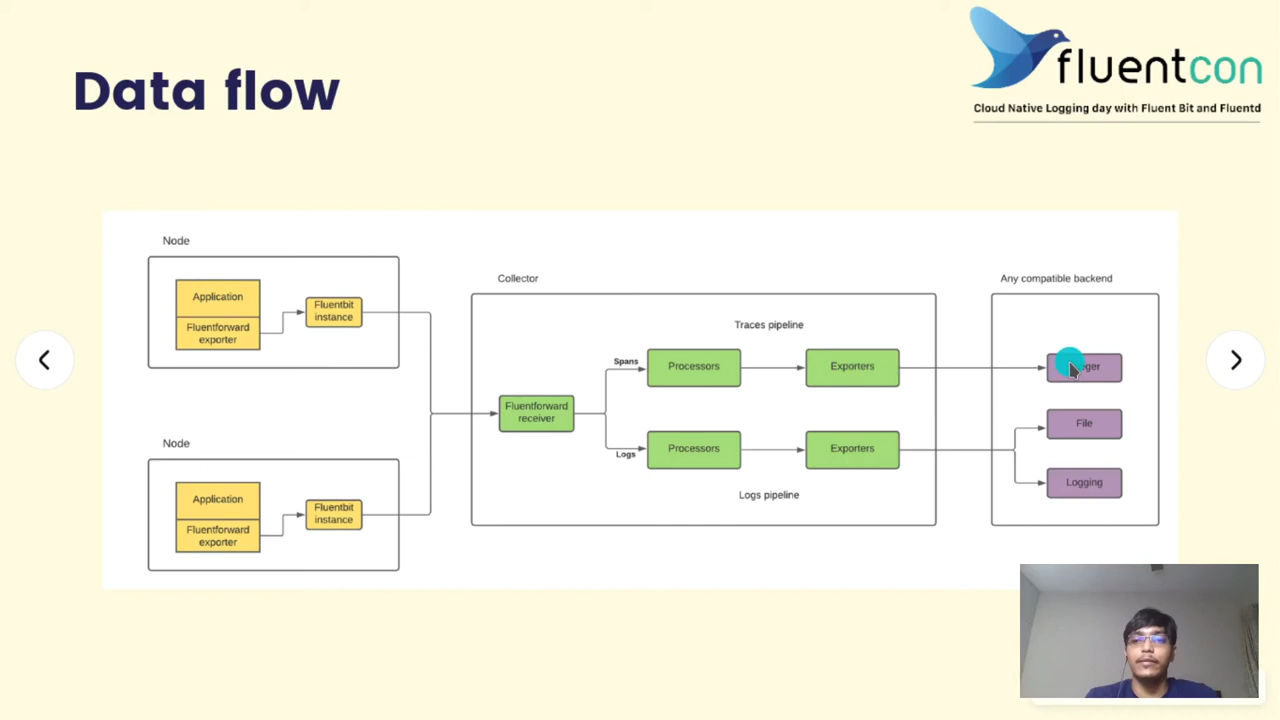 Data flow
fluentcon
Cloud Native Logging day with Fluent Bit and Fluentd
Node
Application
Fluentforward
exporter
Fluentbit
instance
Node
Application
Fluentforward
exporter
Fluentbit
instance
Collector
Fluentforward
receiver
Traces pipeline
Spans
Processors
Exporters
Logs
Processors
Exporters
Logs pipeline
Any compatible backend
File
Logging